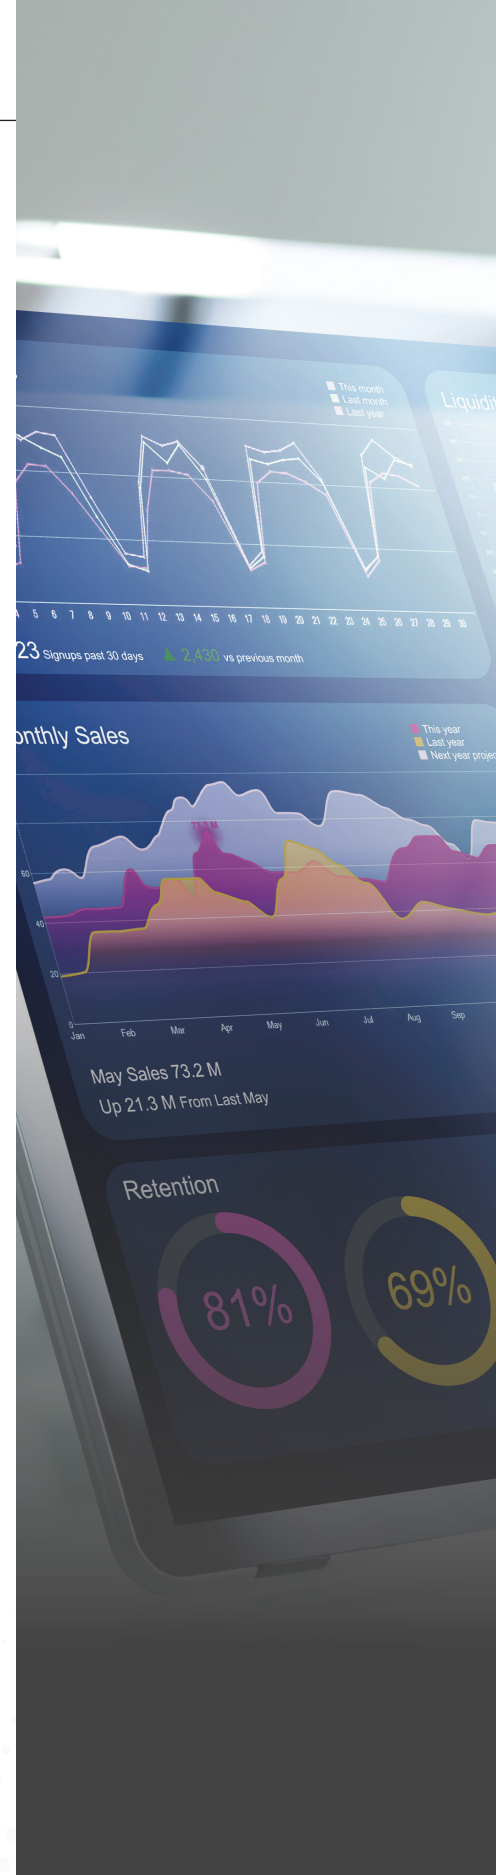 This month
Last month
Last year
Liquidit
4 5 6 7 8 9 10 11 12 13 14 15 16 17 18 19 20 21 22 23 24 25 26 27 28 29 30
23 Signups past 30 days 2,430 vs previous month
onthly Sales
This year
Last year
Next year projec
73.2 M
60
40
20
0
Jan Feb Mar Apr May Jun Jul Aug Sep
May Sales 73.2 M
Up 21.3 M From Last May
Retention
81% 69%